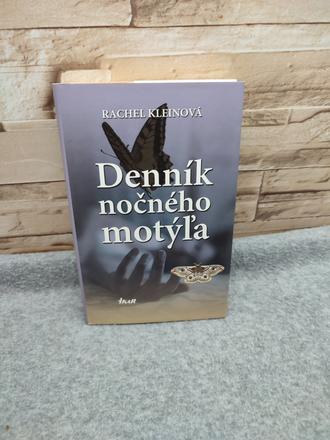 RACHEL KLEINOVÁ
Denník
nočného
motýľa
IKAR